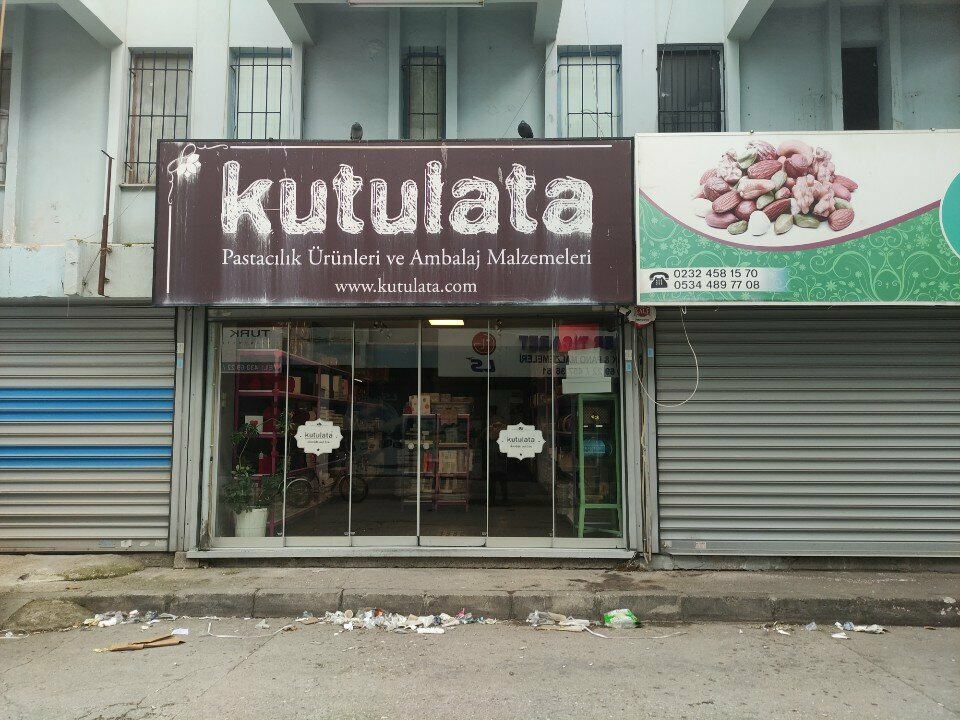 kutulata
Pastacılık Ürünleri ve Ambalaj Malzemeleri
www.kutulata.com
0232 458 15 70
0534 489 77 08
TURK
kutulata
kutulata